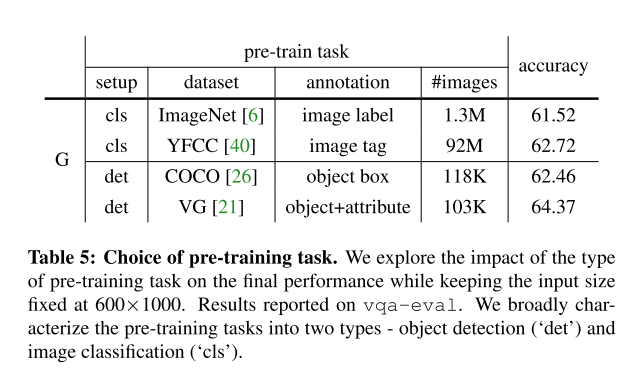 pre-train task
accuracy
setup dataset annotation #images
cls ImageNet [6] image label 1.3M 61.52
cls YFCC [40] image tag 92M 62.72
G
det COCO [26] object box 118K 62.46
det VG [21] object+attribute 103K 64.37
Table 5: Choice of pre-training task. We explore the impact of the type
of pre-training task on the final performance while keeping the input size
fixed at 600×1000. Results reported on vqa-eval. We broadly char-
acterize the pre-training tasks into two types - object detection (‘det’) and
image classification (‘cls’).